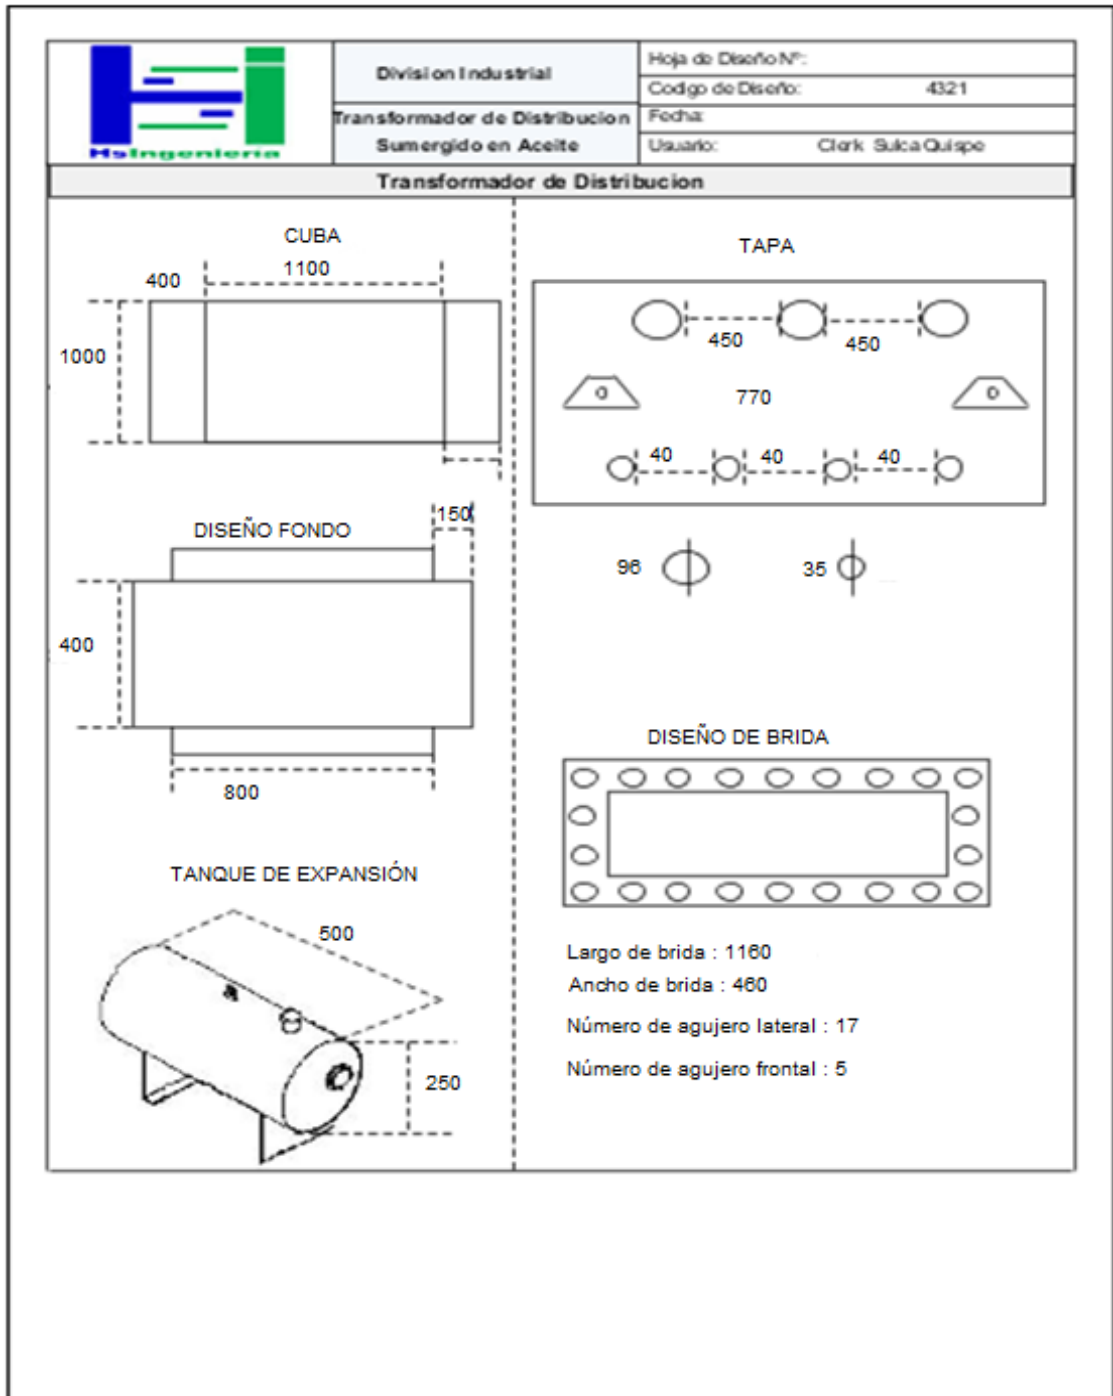 HsIngenieria
Division Industrial
Transformador de Distribucion
Sumergido en Aceite
Hoja de Diseño Nº:
Codigo de Diseño: 4321
Fecha:
Usuario: Clerk Sulca Quispe
Transformador de Distribucion
CUBA
400
1100
1000
DISEÑO FONDO
150
400
800
TANQUE DE EXPANSIÓN
500
250
TAPA
450
450
770
40
40
40
96
35
DISEÑO DE BRIDA
Largo de brida : 1160
Ancho de brida : 460
Número de agujero lateral : 17
Número de agujero frontal : 5